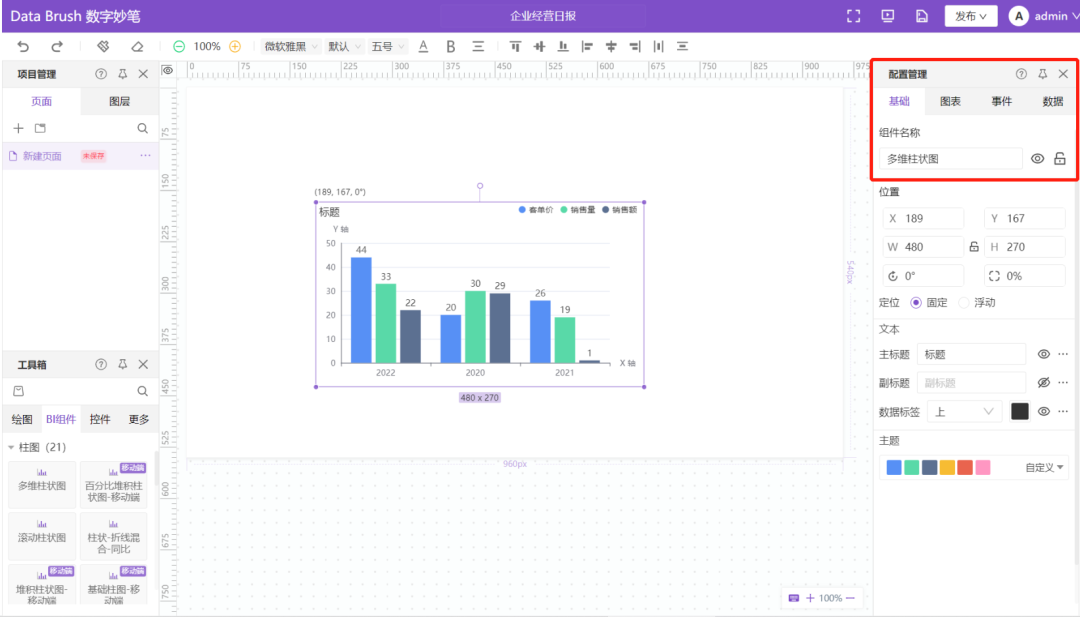 Data Brush 数字妙笔
企业经营日报
发布
A admin
100% 微软雅黑 默认 五号 A B
项目管理
页面 图层
新建页面 未保存
工具箱
绘图 BI组件 控件 更多
柱图 (21)
多维柱状图
移动端
百分比堆积柱
状图-移动端
滚动柱状图
柱状-折线混
合-同比
移动端
堆积柱状图-
移动端
移动端
基础柱图-移
动端
0 75 150 225 300 375 450 525 600 675 750 825 900 975
75
150
225
300
375
450
525
600
675
750
(189, 167, 0°)
标题
客单价 销售量 销售额
Y 轴
50
40
30
20
10
0
44 33 22
20 30 29
26 19 1
2022 2020 2021
X 轴
480 x 270
540px
960px
100%
配置管理
基础 图表 事件 数据
组件名称
多维柱状图
位置
X 189 Y 167
W 480 H 270
0° 0%
定位 固定 浮动
文本
主标题 标题
副标题 副标题
数据标签 上
主题
自定义